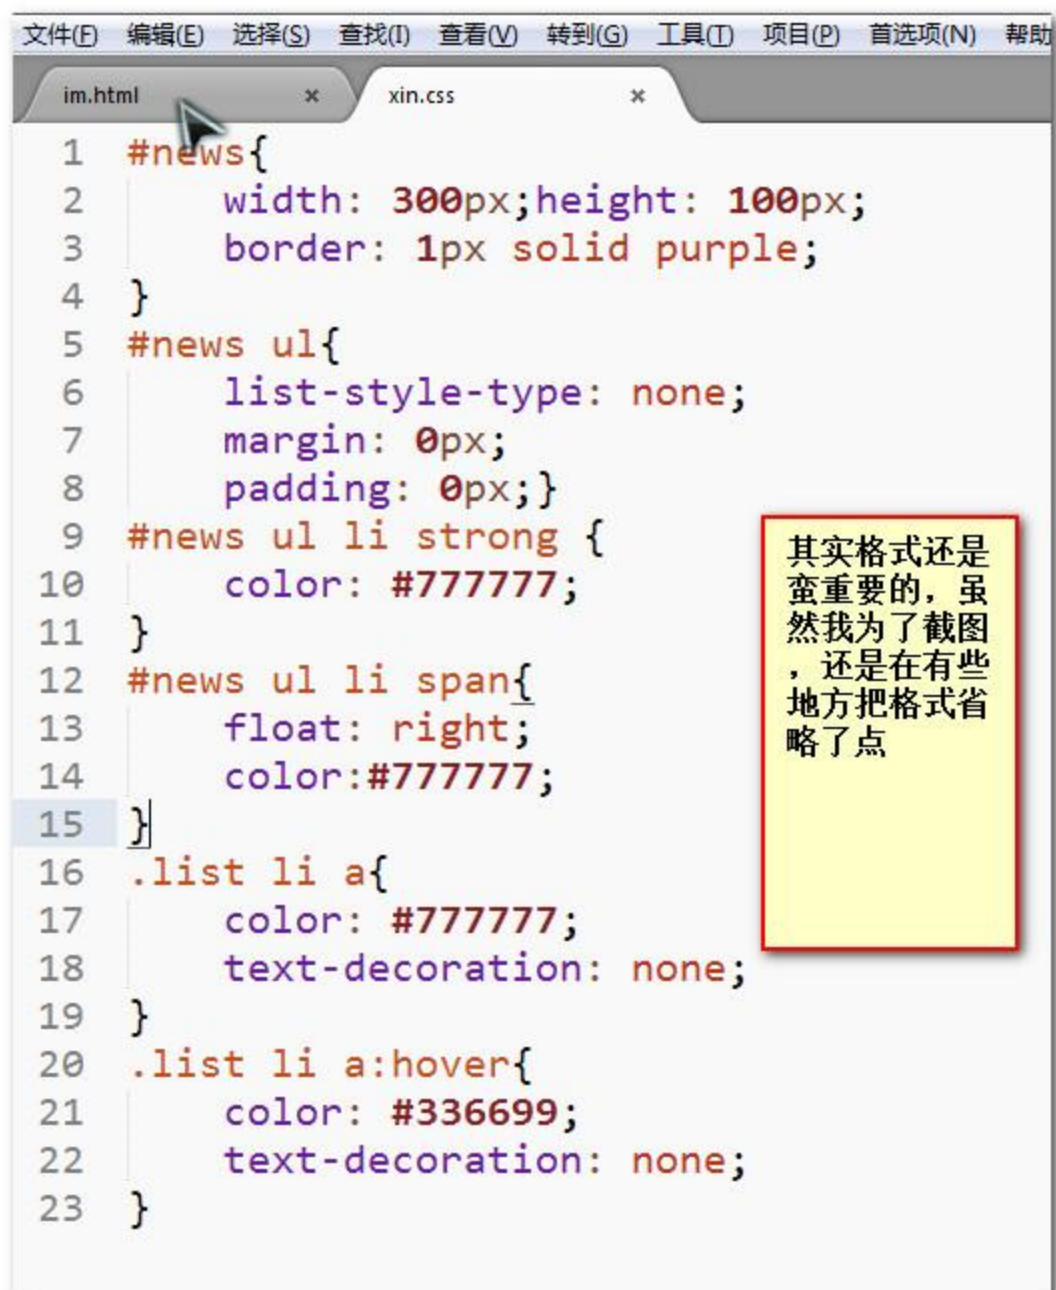 文件(F) 编辑(E) 选择(S) 查找(I) 查看(V) 转到(G) 工具(T) 项目(P) 首选项(N) 帮助
im.html × xin.css ×
1 #news{
2 width: 300px;height: 100px;
3 border: 1px solid purple;
4 }
5 #news ul{
6 list-style-type: none;
7 margin: 0px;
8 padding: 0px;}
9 #news ul li strong {
10 color: #777777;
11 }
12 #news ul li span{
13 float: right;
14 color:#777777;
15 }
16 .list li a{
17 color: #777777;
18 text-decoration: none;
19 }
20 .list li a:hover{
21 color: #336699;
22 text-decoration: none;
23 }
其实格式还是
蛮重要的，虽
然我为了截图
，还是在有些
地方把格式省
略了点